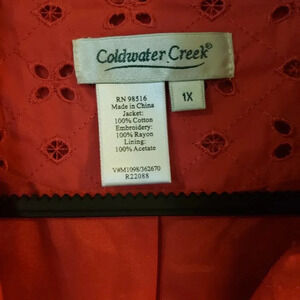 Coldwater Creek®
1X
RN 98516
Made in China
Jacket:
100% Cotton
Embroidery:
100% Rayon
Lining:
100% Acetate
V#M1098/362670
R22088